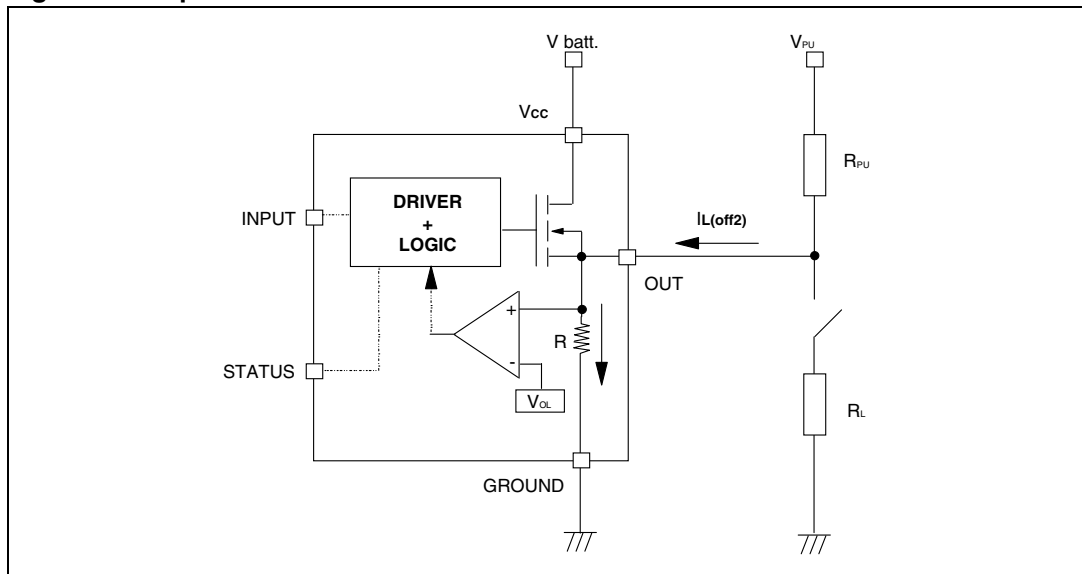 V batt.
VPU
Vcc
RPU
DRIVER
+
LOGIC
INPUT
IL(off2)
OUT
+
R
-
STATUS
VOL
RL
GROUND